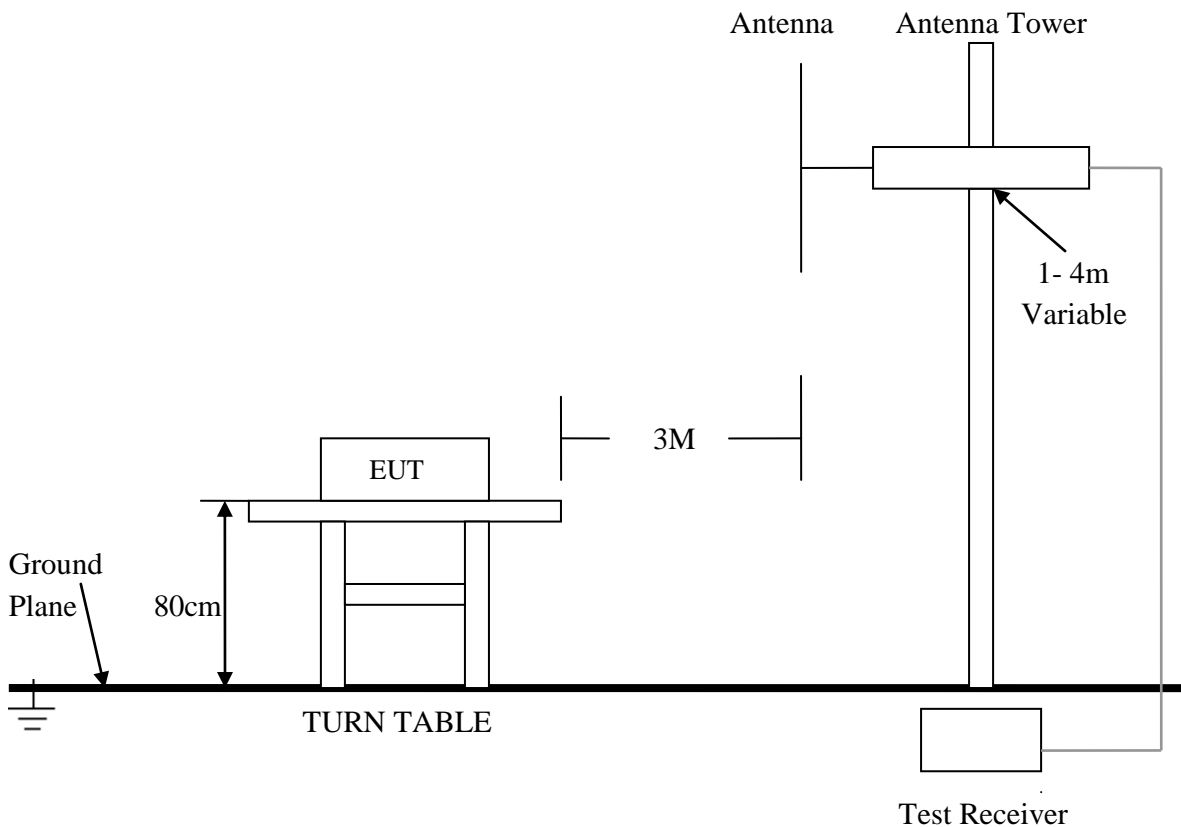 Antenna
Antenna Tower
1- 4m
Variable
3M
EUT
Ground
Plane
80cm
TURN TABLE
Test Receiver